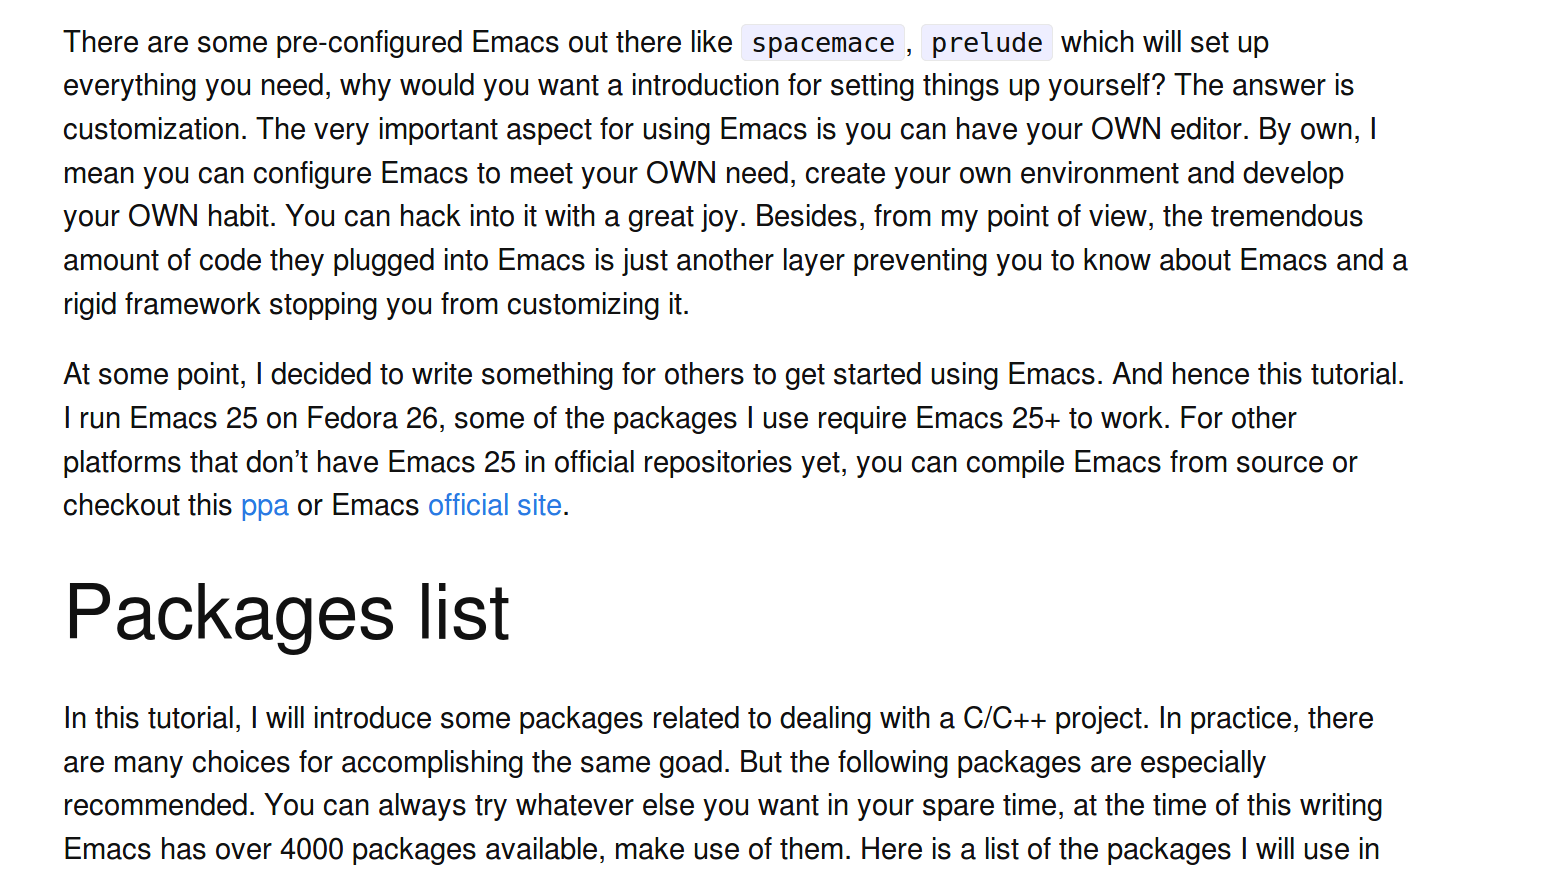 There are some pre-configured Emacs out there like spacemace , prelude which will set up
everything you need, why would you want a introduction for setting things up yourself? The answer is
customization. The very important aspect for using Emacs is you can have your OWN editor. By own, I
mean you can configure Emacs to meet your OWN need, create your own environment and develop
your OWN habit. You can hack into it with a great joy. Besides, from my point of view, the tremendous
amount of code they plugged into Emacs is just another layer preventing you to know about Emacs and a
rigid framework stopping you from customizing it.
At some point, I decided to write something for others to get started using Emacs. And hence this tutorial.
I run Emacs 25 on Fedora 26, some of the packages I use require Emacs 25+ to work. For other
platforms that don’t have Emacs 25 in official repositories yet, you can compile Emacs from source or
checkout this ppa or Emacs official site.
Packages list
In this tutorial, I will introduce some packages related to dealing with a C/C++ project. In practice, there
are many choices for accomplishing the same goad. But the following packages are especially
recommended. You can always try whatever else you want in your spare time, at the time of this writing
Emacs has over 4000 packages available, make use of them. Here is a list of the packages I will use in